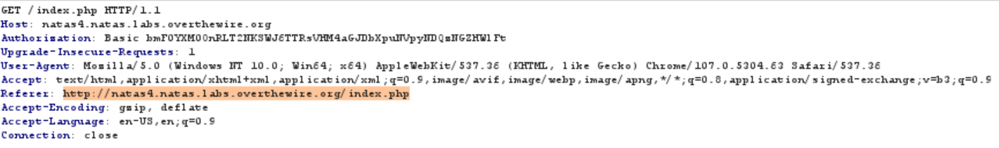 GET /index.php HTTP/1.1
Host: natas4.natas.labs.overthewire.org
Authorization: Basic
Upgrade-Insecure-Requests: 1
User-Agent: Mozilla/5.0 (Windows NT 10.0; Win64; x64) AppleWebKit/537.36 (KHTML, like Gecko) Chrome/107.0.5304.63 Safari/537.36
Accept: text/html,application/xhtml+xml,application/xml;q=0.9,image/avif,image/webp,image/apng,*/*;q=0.8,application/signed-exchange;v=b3;q=0.9
Referer: http://natas4.natas.labs.overthewire.org/index.php
Accept-Encoding: gzip, deflate
Accept-Language: en-US,en;q=0.9
Connection: close